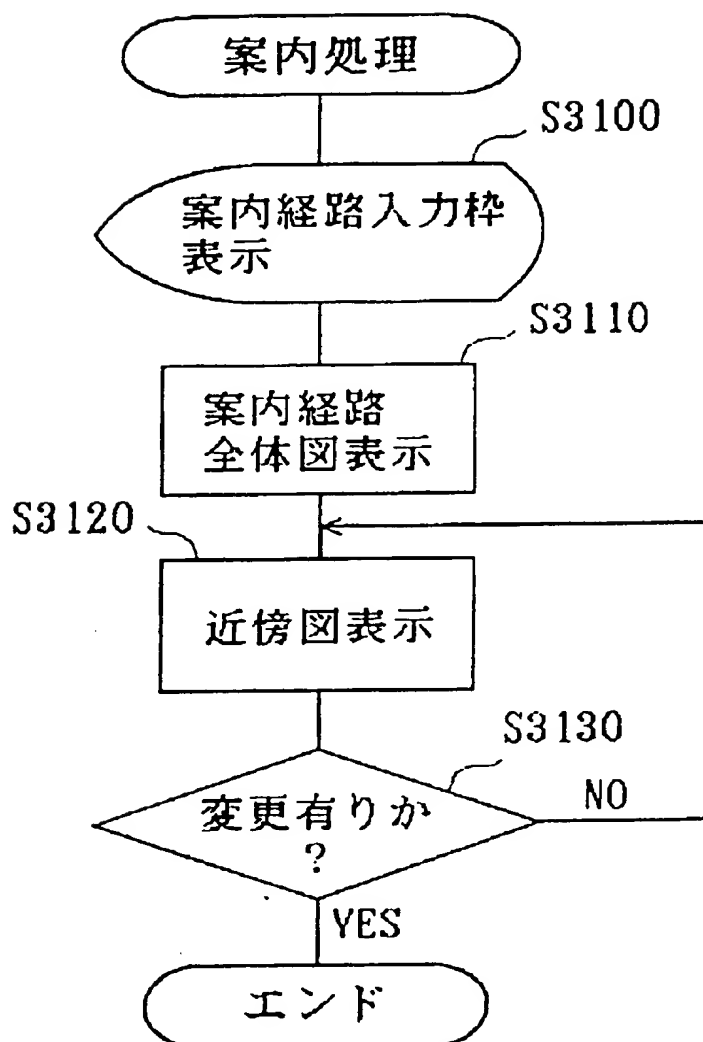 案内処理
S3100
案内経路入力枠
表示
S3110
案内経路
全体図表示
S3120
近傍図表示
S3130
変更有りか
?
NO
YES
エンド